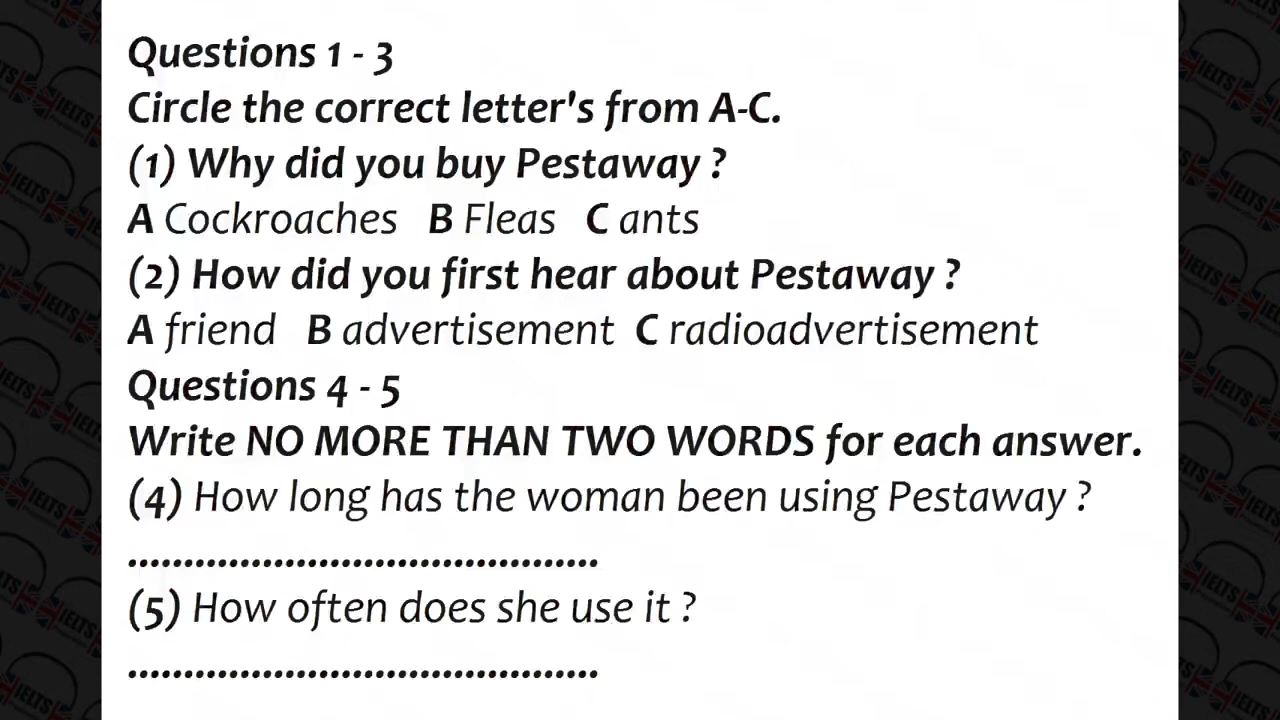 Questions 1 - 3
Circle the correct letter's from A-C.
(1) Why did you buy Pestaway ?
A Cockroaches B Fleas C ants
(2) How did you first hear about Pestaway ?
A friend B advertisement C radioadvertisement
Questions 4 - 5
Write NO MORE THAN TWO WORDS for each answer.
(4) How long has the woman been using Pestaway ?
..........................................
(5) How often does she use it ?
..........................................